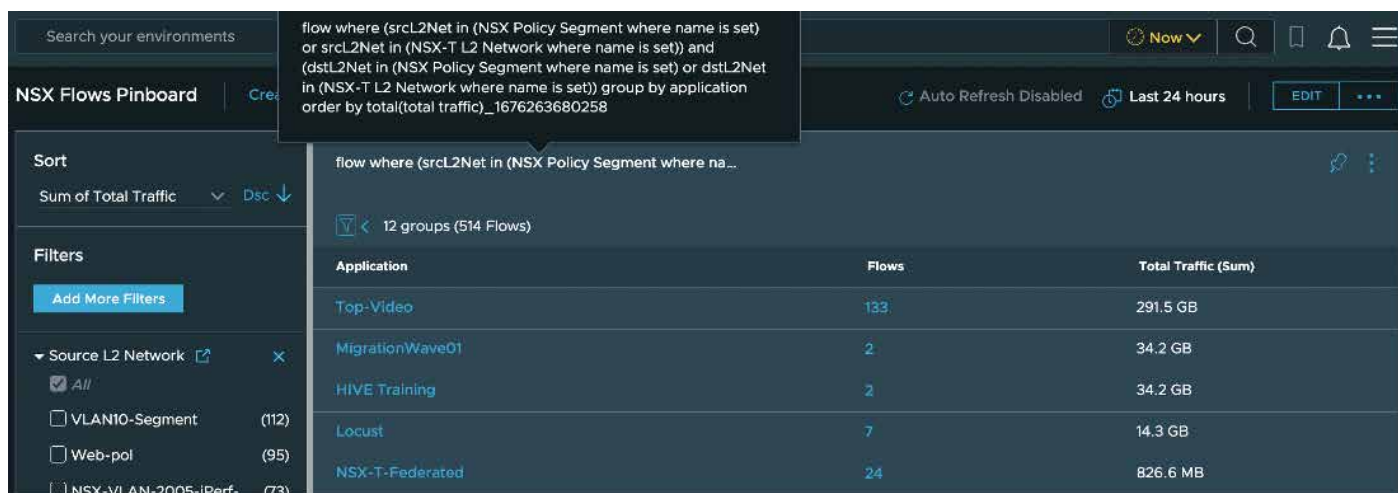 Search your environments
flow where (srcL2Net in (NSX Policy Segment where name is set)
or srcL2Net in (NSX-T L2 Network where name is set)) and
(dstL2Net in (NSX Policy Segment where name is set) or dstL2Net
in (NSX-T L2 Network where name is set)) group by application
order by total(total traffic)_1676263680258
Now
NSX Flows Pinboard
Crea
Auto Refresh Disabled
Last 24 hours
EDIT
Sort
Sum of Total Traffic
Dsc
Filters
Add More Filters
Source L2 Network
All
VLAN10-Segment (112)
Web-pol (95)
NSX-VLAN-2005-iPerf- (73)
flow where (srcL2Net in (NSX Policy Segment where na...
12 groups (514 Flows)
Application Flows Total Traffic (Sum)
Top-Video 133 291.5 GB
MigrationWave01 2 34.2 GB
HIVE Training 2 34.2 GB
Locust 7 14.3 GB
NSX-T-Federated 24 826.6 MB